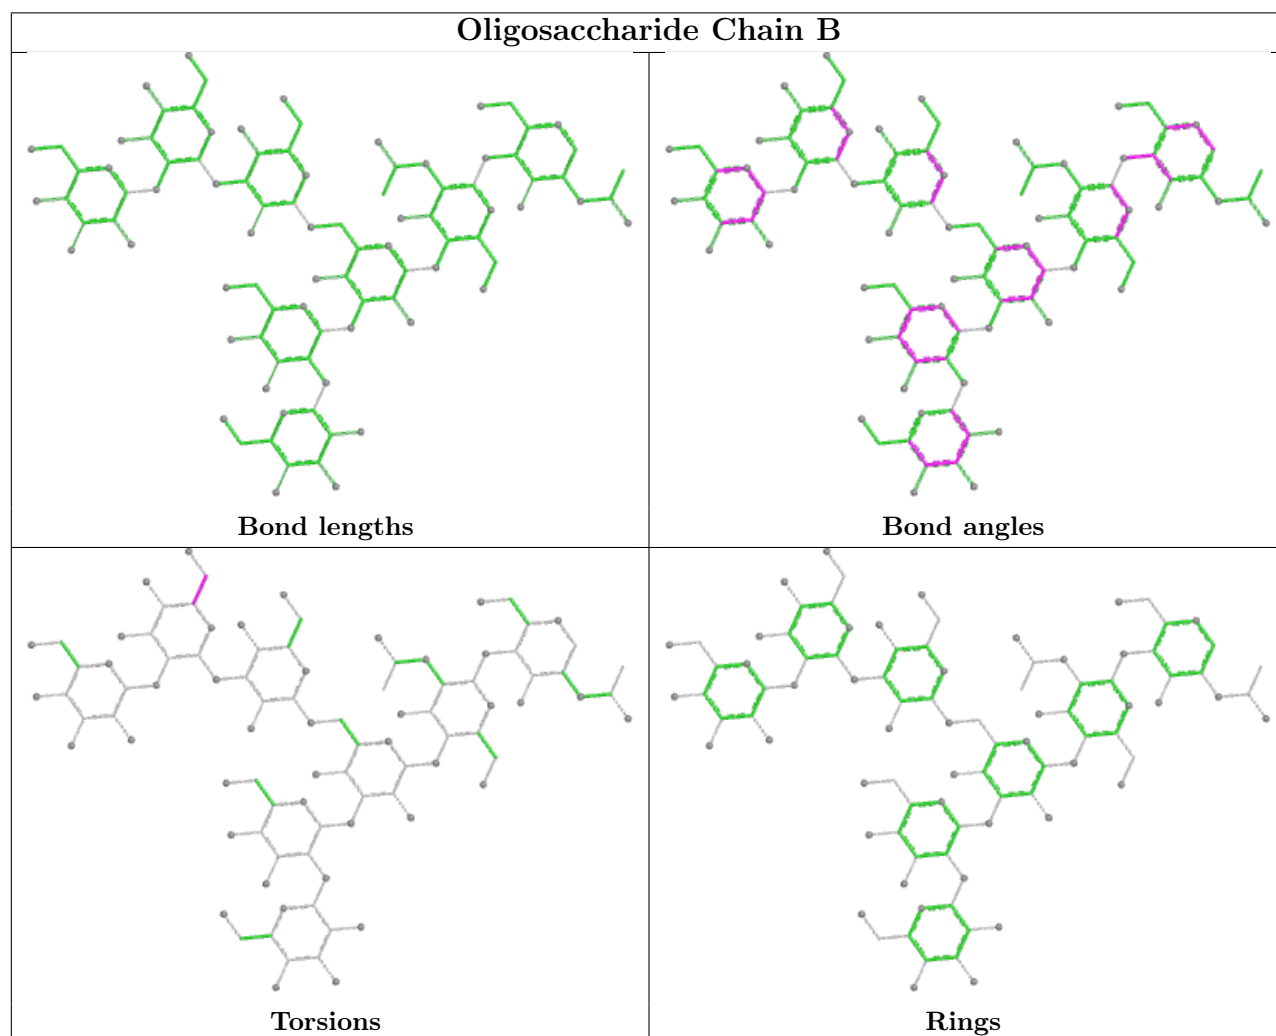 Oligosaccharide Chain B
Bond lengths
Bond angles
Torsions
Rings